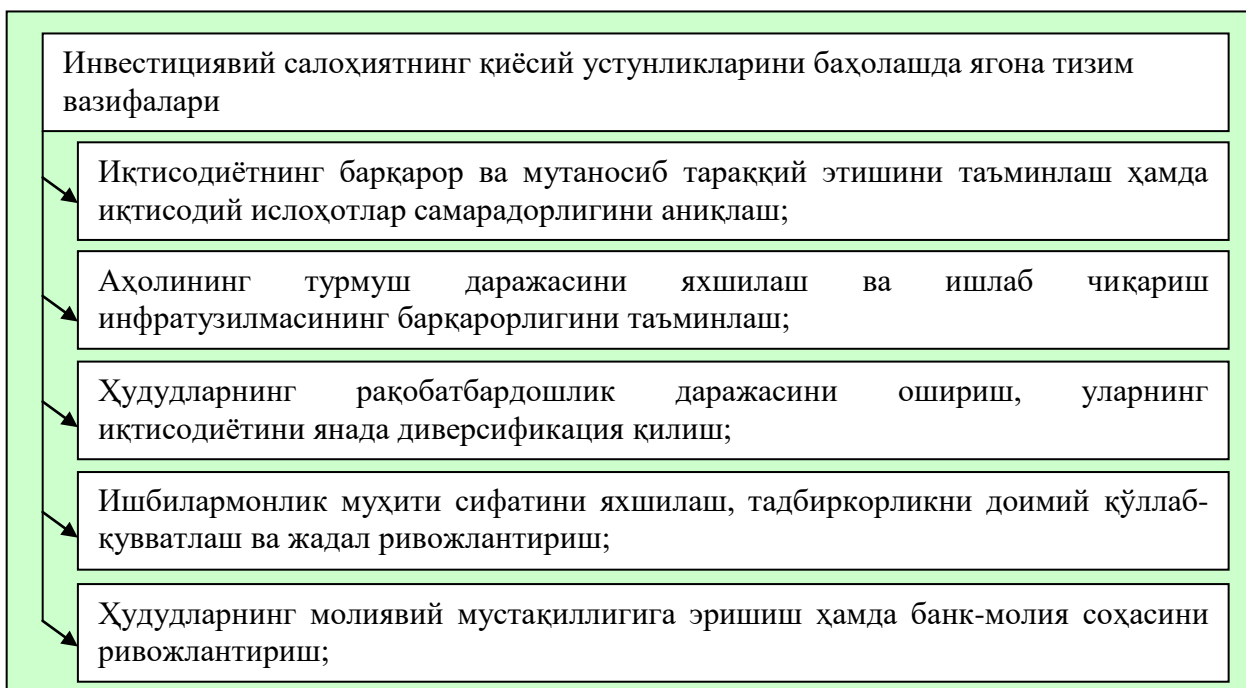 Инвестициявий салоҳиятнинг қиёсий устунликларини баҳолашда ягона тизим
вазифалари
Иқтисодиётнинг барқарор ва мутаносиб тараққий этишини таъминлаш ҳамда
иқтисодий ислоҳотлар самарадорлигини аниқлаш;
Аҳолининг турмуш даражасини яхшилаш ва ишлаб чиқариш
инфратузилмасининг барқарорлигини таъминлаш;
Ҳудудларнинг рақобатбардошлик даражасини ошириш, уларнинг
иқтисодиётини янада диверсификация қилиш;
Ишбилармонлик муҳити сифатини яхшилаш, тадбиркорликни доимий қўллаб-
қувватлаш ва жадал ривожлантириш;
Ҳудудларнинг молиявий мустақиллигига эришиш ҳамда банк-молия соҳасини
ривожлантириш;